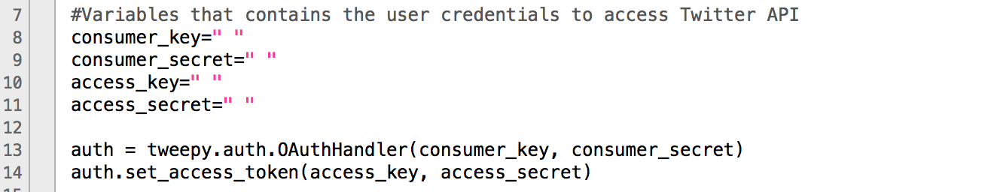 7 #Variables that contains the user credentials to access Twitter API
8 consumer_key=" "
9 consumer_secret=" "
10 access_key=" "
11 access_secret=" "
12
13 auth = tweepy.auth.OAuthHandler(consumer_key, consumer_secret)
14 auth.set_access_token(access_key, access_secret)